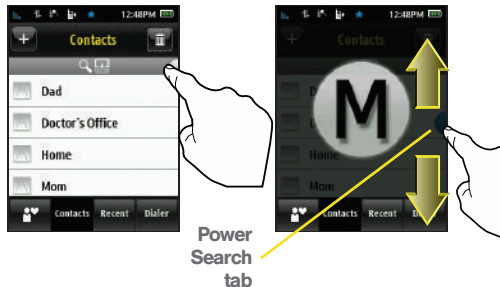 12:48PM
Contacts
Dad
Doctor's Office
Home
Mom
Contacts Recent Dialer
12:48PM
Contacts
M
D
Home
Mom
Contacts Recent Dialer
Power
Search
tab